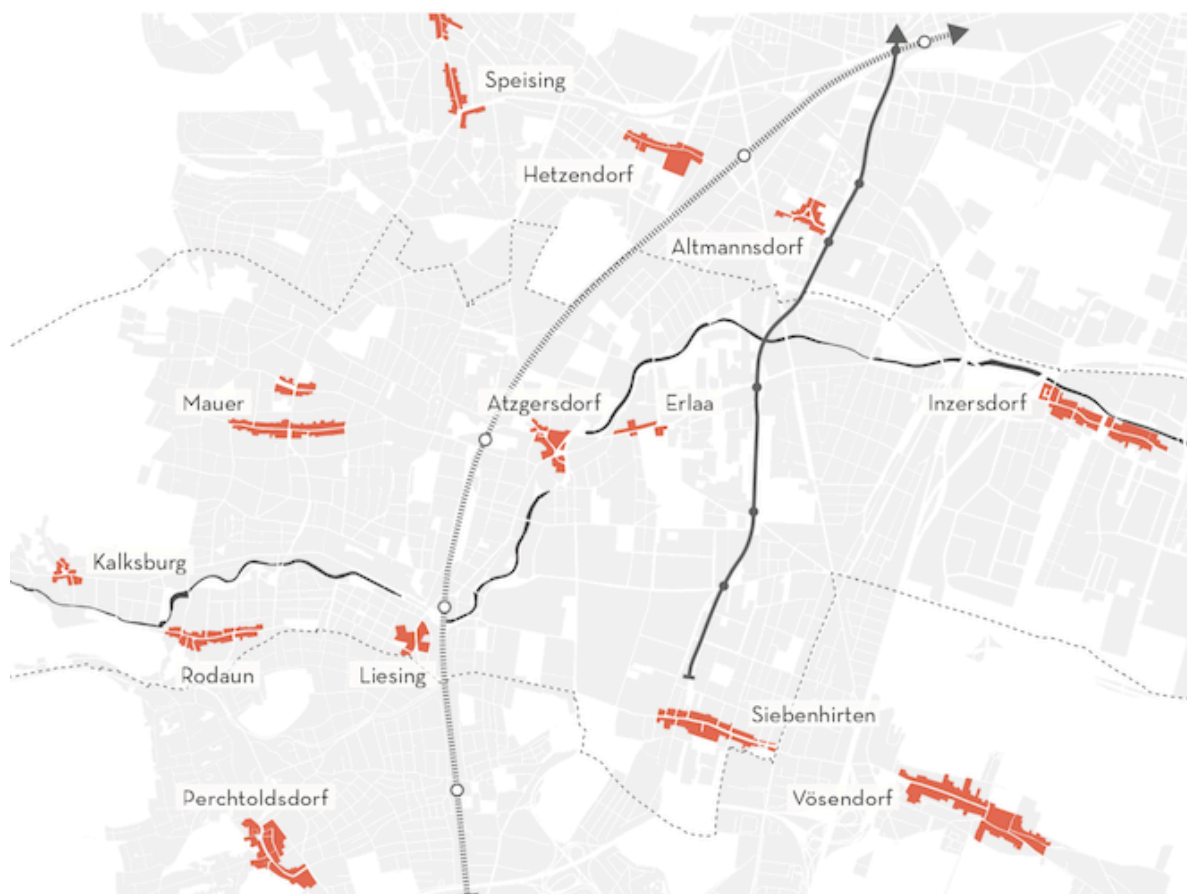 Speising
Hetzendorf
Altmannsdorf
Mauer
Atzgersdorf
Erlaa
Inzersdorf
Kalksburg
Rodaun
Liesing
Siebenhirten
Perchtoldsdorf
Vösendorf